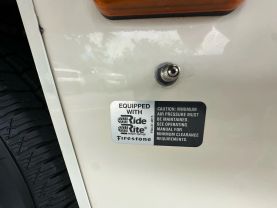 EQUIPPED
WITH
Ride
Rite
Firestone
CAUTION: MINIMUM
AIR PRESSURE MUST
BE MAINTAINED.
SEE OPERATING
MANUAL FOR
MINIMUM CLEARANCE
REQUIREMENTS.